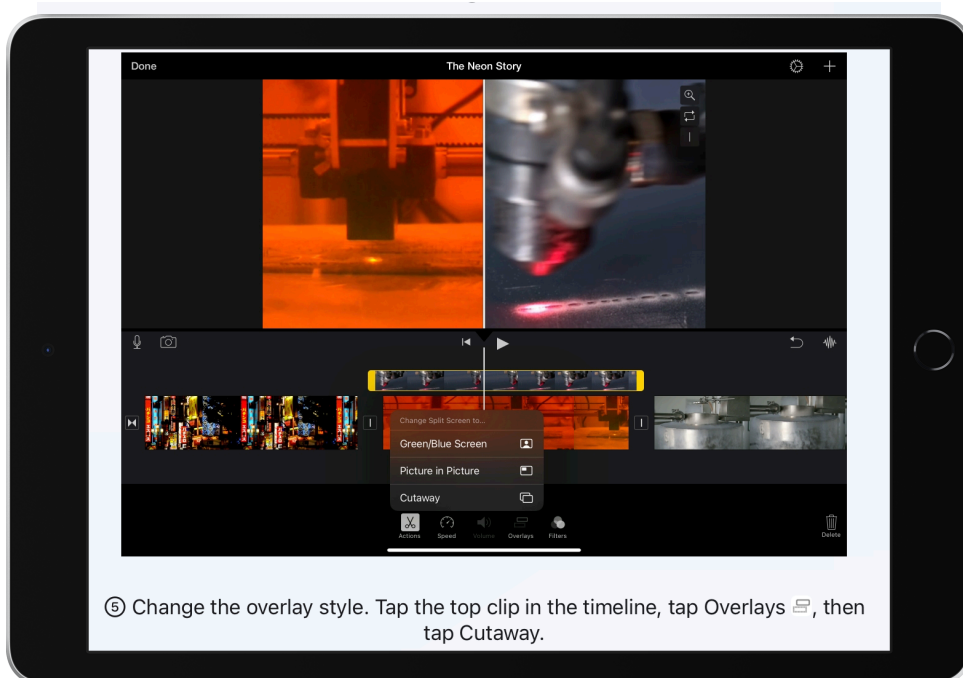 Done The Neon Story
Change Split Screen to...
Green/Blue Screen
Picture in Picture
Cutaway
Actions Speed Volume Overlays Filters Delete
⑤ Change the overlay style. Tap the top clip in the timeline, tap Overlays , then
tap Cutaway.